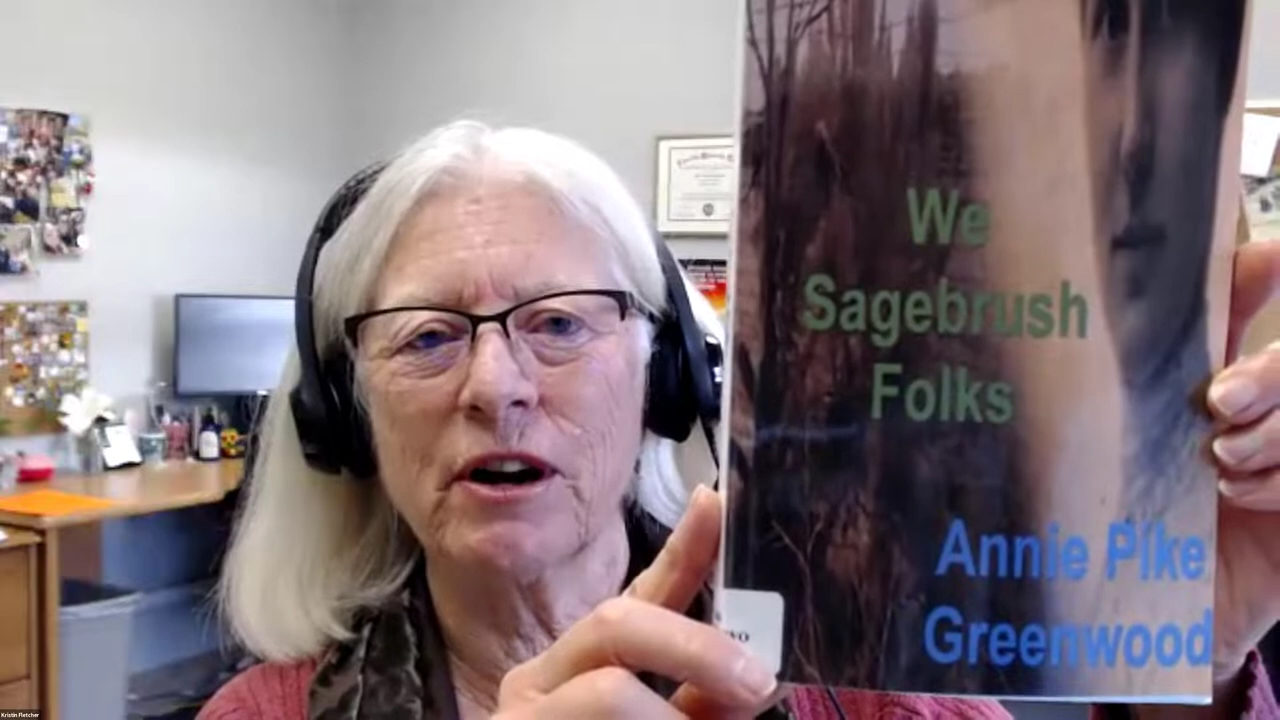 We
Sagebrush
Folks
Annie Pike
Greenwood
Kristin Fletcher